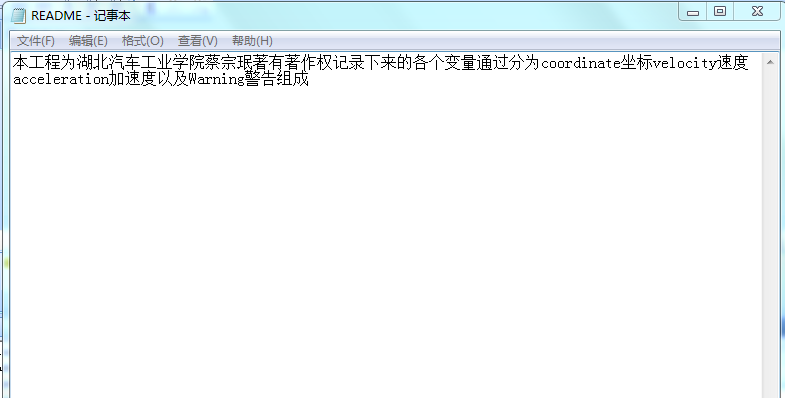 README - 记事本
文件(F) 编辑(E) 格式(O) 查看(V) 帮助(H)
本工程为湖北汽车工业学院蔡宗珉著有著作权记录下来的各个变量通过分为coordinate坐标velocity速度
acceleration加速度以及Warning警告组成